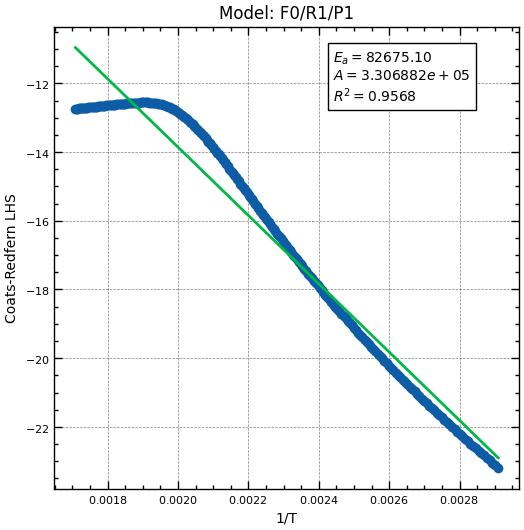 Model: F0/R1/P1
E_a = 82675.10
A = 3.306882e + 05
R^2 = 0.9568
−12
−14
−16
−18
−20
−22
Coats-Redfern LHS
0.0018 0.0020 0.0022 0.0024 0.0026 0.0028
1/T